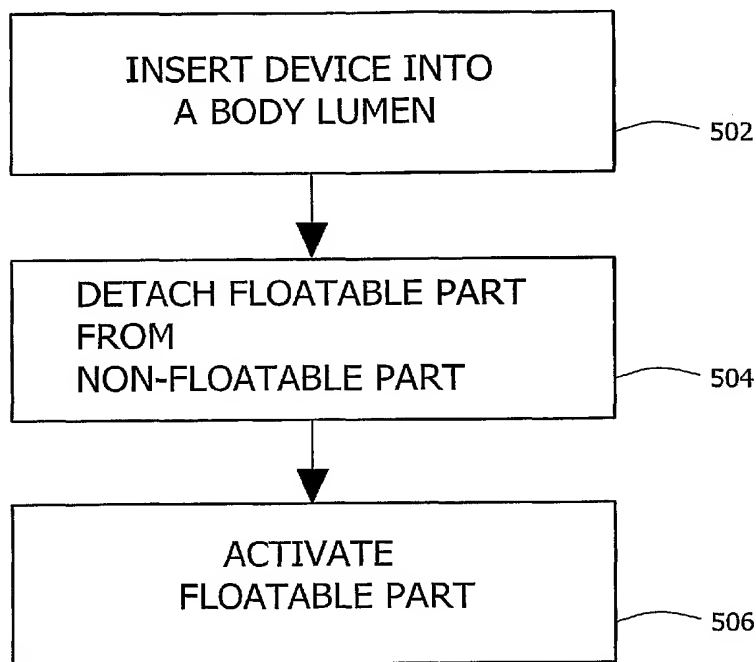 INSERT DEVICE INTO
A BODY LUMEN
502
DETACH FLOATABLE PART
FROM
NON-FLOATABLE PART
504
ACTIVATE
FLOATABLE PART
506